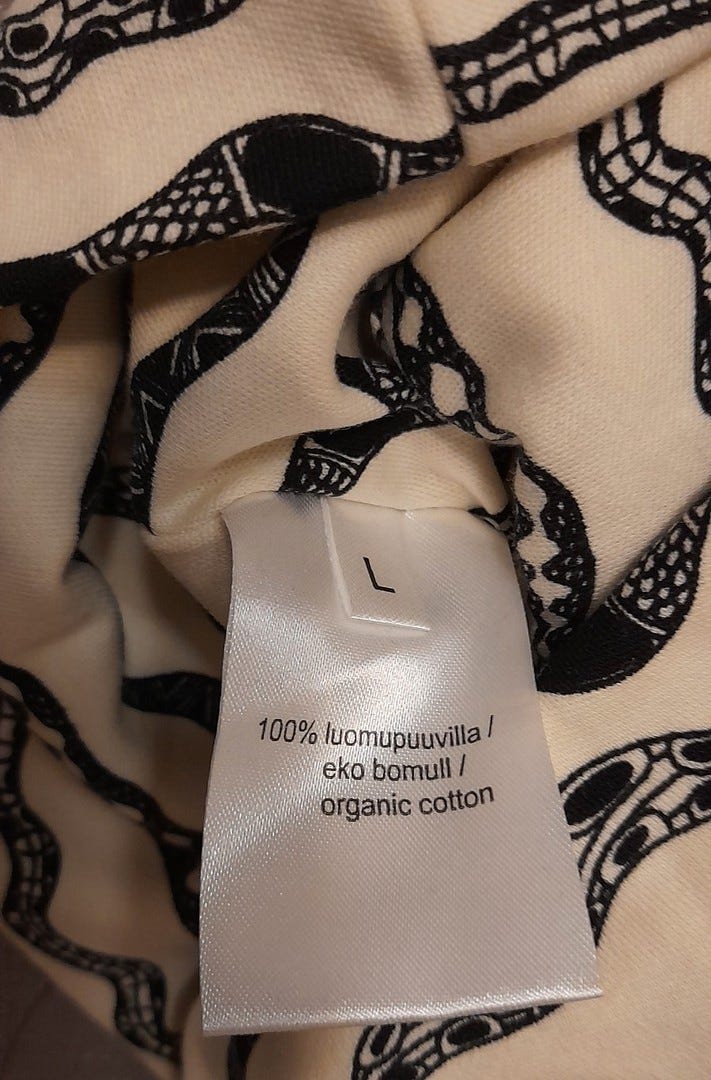 L
100% luomupuuvilla /
eko bomull /
organic cotton